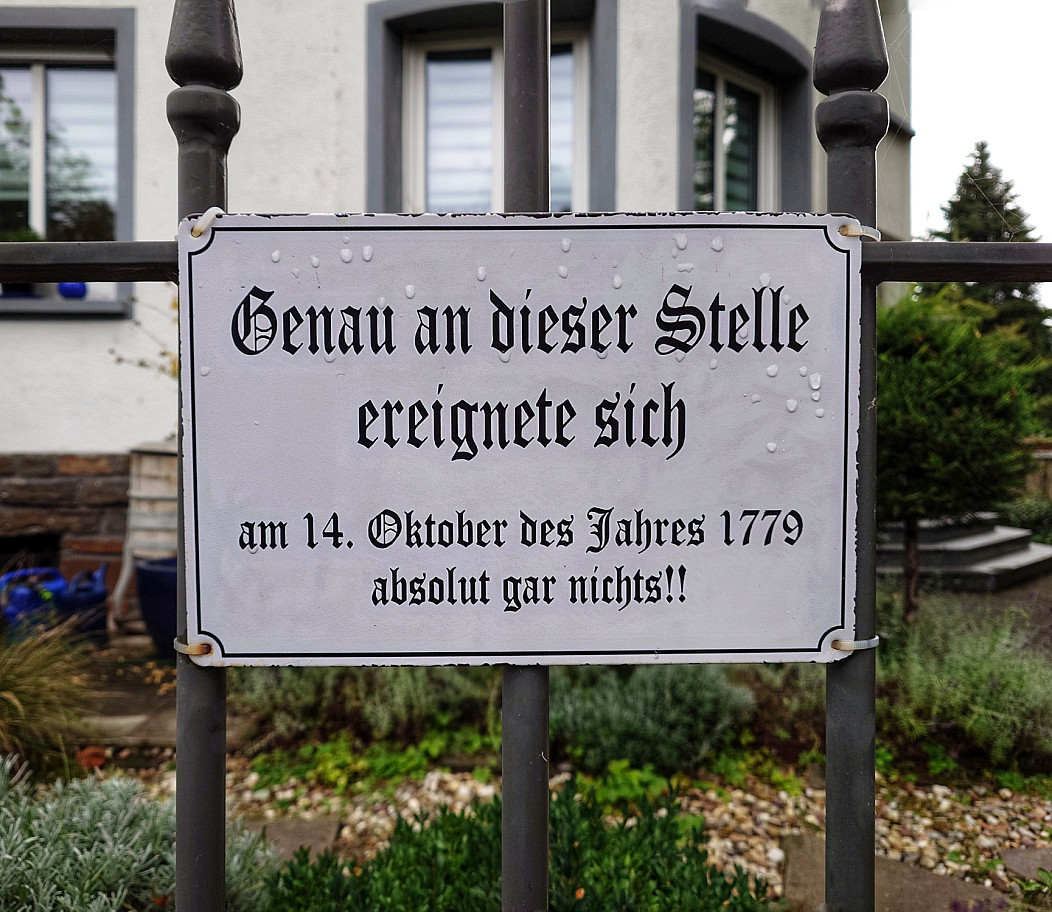 Genau an dieser Stelle
ereignete sich
am 14. Oktober des Jahres 1779
absolut gar nichts!!